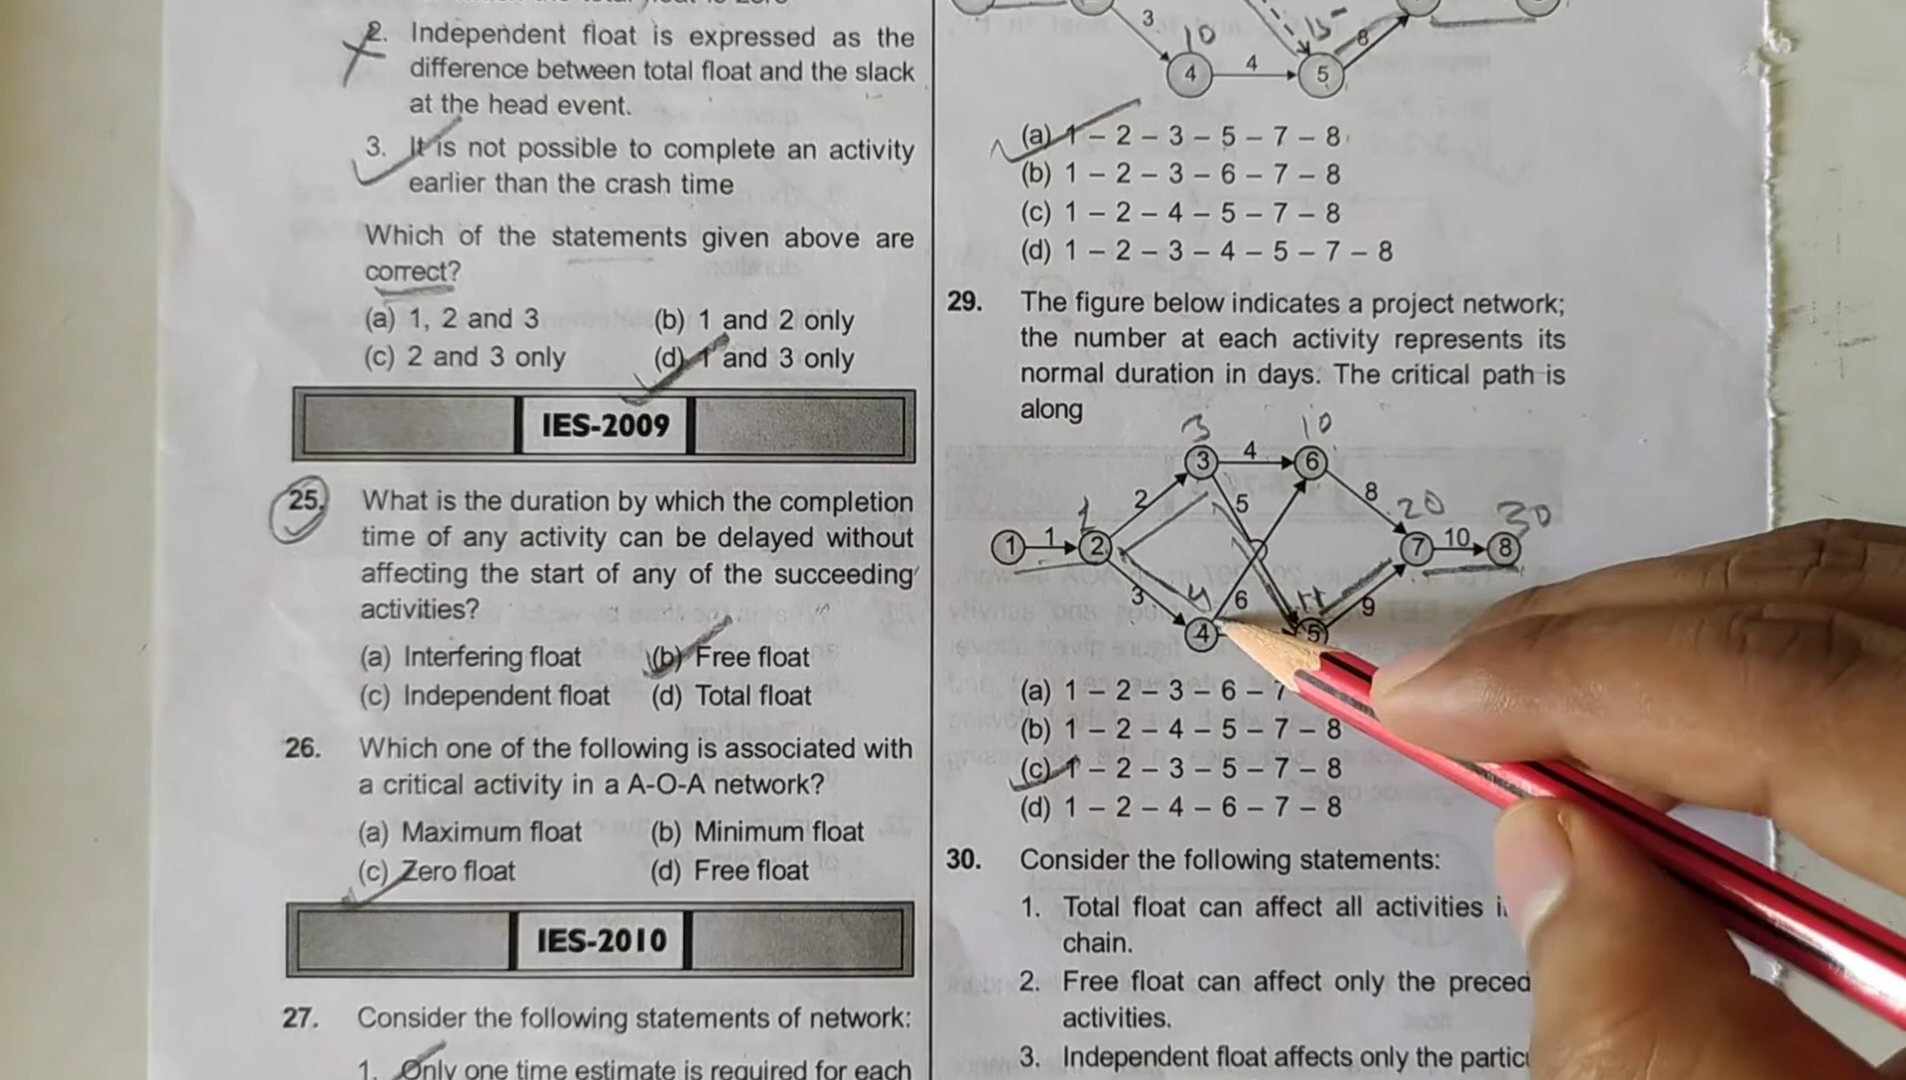 2. Independent float is expressed as the
difference between total float and the slack
at the head event.
3. It is not possible to complete an activity
earlier than the crash time
Which of the statements given above are
correct?
(a) 1, 2 and 3 (b) 1 and 2 only
(c) 2 and 3 only (d) 1 and 3 only
IES-2009
25. What is the duration by which the completion
time of any activity can be delayed without
affecting the start of any of the succeeding
activities?
(a) Interfering float (b) Free float
(c) Independent float (d) Total float
26. Which one of the following is associated with
a critical activity in a A-O-A network?
(a) Maximum float (b) Minimum float
(c) Zero float (d) Free float
IES-2010
27. Consider the following statements of network:
1. Only one time estimate is required for each
3 10 15 8
4 4 5
(a) 1 – 2 – 3 – 5 – 7 – 8
(b) 1 – 2 – 3 – 6 – 7 – 8
(c) 1 – 2 – 4 – 5 – 7 – 8
(d) 1 – 2 – 3 – 4 – 5 – 7 – 8
29. The figure below indicates a project network;
the number at each activity represents its
normal duration in days. The critical path is
along
3 10
3 4 6
2 5 8 20 30
1 1 2 7 10 8
3 4 6 11 9
4 5
(a) 1 – 2 – 3 – 6 – 7
(b) 1 – 2 – 4 – 5 – 7 – 8
(c) 1 – 2 – 3 – 5 – 7 – 8
(d) 1 – 2 – 4 – 6 – 7 – 8
30. Consider the following statements:
1. Total float can affect all activities
chain.
2. Free float can affect only the preced
activities.
3. Independent float affects only the partic